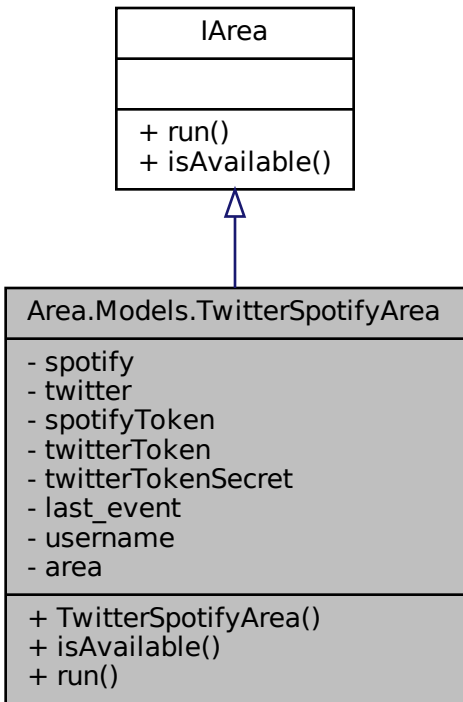 IArea
+ run()
+ isAvailable()
Area.Models.TwitterSpotifyArea
- spotify
- twitter
- spotifyToken
- twitterToken
- twitterTokenSecret
- last_event
- username
- area
+ TwitterSpotifyArea()
+ isAvailable()
+ run()